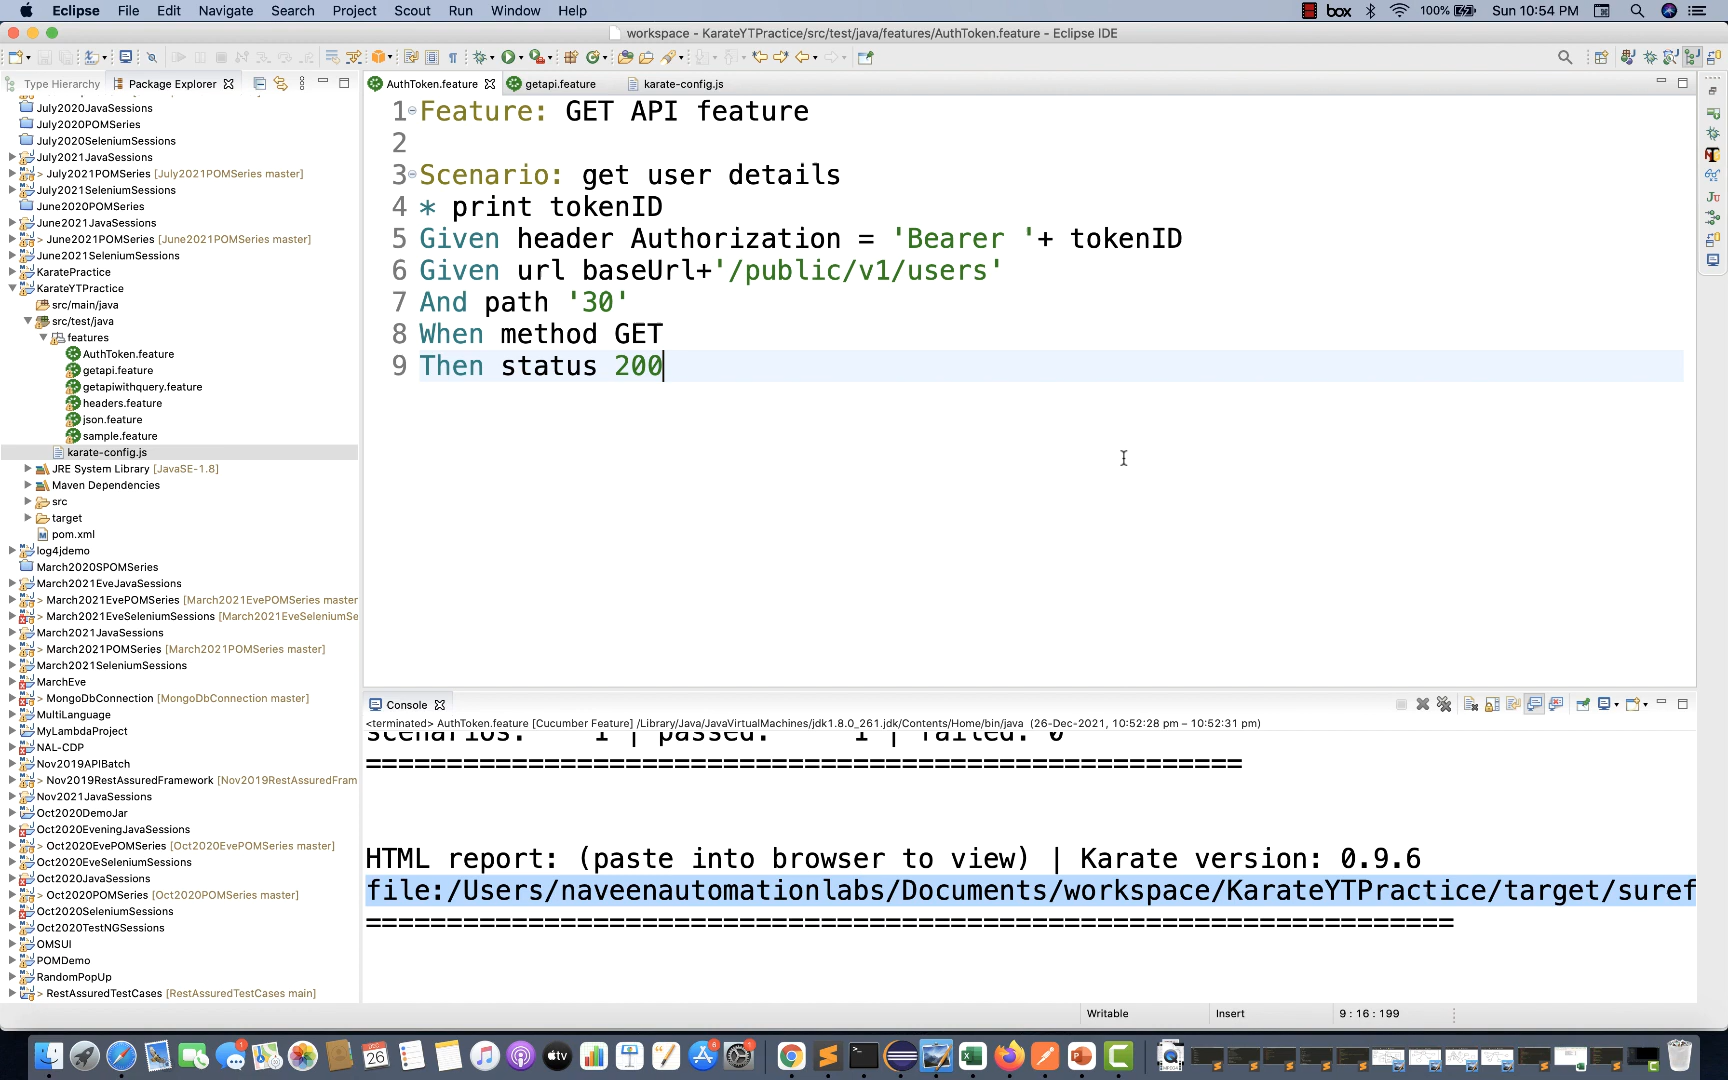 Eclipse File Edit Navigate Search Project Scout Run Window Help
box 100% Sun 10:54 PM
workspace - KarateYTPractice/src/test/java/features/AuthToken.feature - Eclipse IDE
Type Hierarchy Package Explorer
AuthToken.feature getapi.feature karate-config.js
July2020JavaSessions
July2020POMSeries
July2020SeleniumSessions
July2021JavaSessions
> July2021POMSeries [July2021POMSeries master]
July2021SeleniumSessions
June2020POMSeries
June2021JavaSessions
> June2021POMSeries [June2021POMSeries master]
June2021SeleniumSessions
KaratePractice
KarateYTPractice
src/main/java
src/test/java
features
AuthToken.feature
getapi.feature
getapiwithquery.feature
headers.feature
json.feature
sample.feature
karate-config.js
JRE System Library [JavaSE-1.8]
Maven Dependencies
src
target
pom.xml
log4jdemo
March2020SPOMSeries
March2021EveJavaSessions
> March2021EvePOMSeries [March2021EvePOMSeries master
> March2021EveSeleniumSessions [March2021EveSeleniumSe
March2021JavaSessions
> March2021POMSeries [March2021POMSeries master]
March2021SeleniumSessions
MarchEve
> MongoDbConnection [MongoDbConnection master]
MultiLanguage
MyLambdaProject
NAL-CDP
Nov2019APIBatch
> Nov2019RestAssuredFramework [Nov2019RestAssuredFram
Nov2021JavaSessions
Oct2020DemoJar
Oct2020EveningJavaSessions
> Oct2020EvePOMSeries [Oct2020EvePOMSeries master]
Oct2020EveSeleniumSessions
Oct2020JavaSessions
> Oct2020POMSeries [Oct2020POMSeries master]
Oct2020SeleniumSessions
Oct2020TestNGSessions
OMSUI
POMDemo
RandomPopUp
> RestAssuredTestCases [RestAssuredTestCases main]
1 Feature: GET API feature
2
3 Scenario: get user details
4 * print tokenID
5 Given header Authorization = 'Bearer '+ tokenID
6 Given url baseUrl+'/public/v1/users'
7 And path '30'
8 When method GET
9 Then status 200
Console
<terminated> AuthToken.feature [Cucumber Feature] /Library/Java/JavaVirtualMachines/jdk1.8.0_261.jdk/Contents/Home/bin/java (26-Dec-2021, 10:52:28 pm – 10:52:31 pm)
scenarios: 1 | passed: 1 | failed: 0
======================================================
HTML report: (paste into browser to view) | Karate version: 0.9.6
file:/Users/naveenautomationlabs/Documents/workspace/KarateYTPractice/target/suref
===================================================================
Writable Insert 9 : 16 : 199